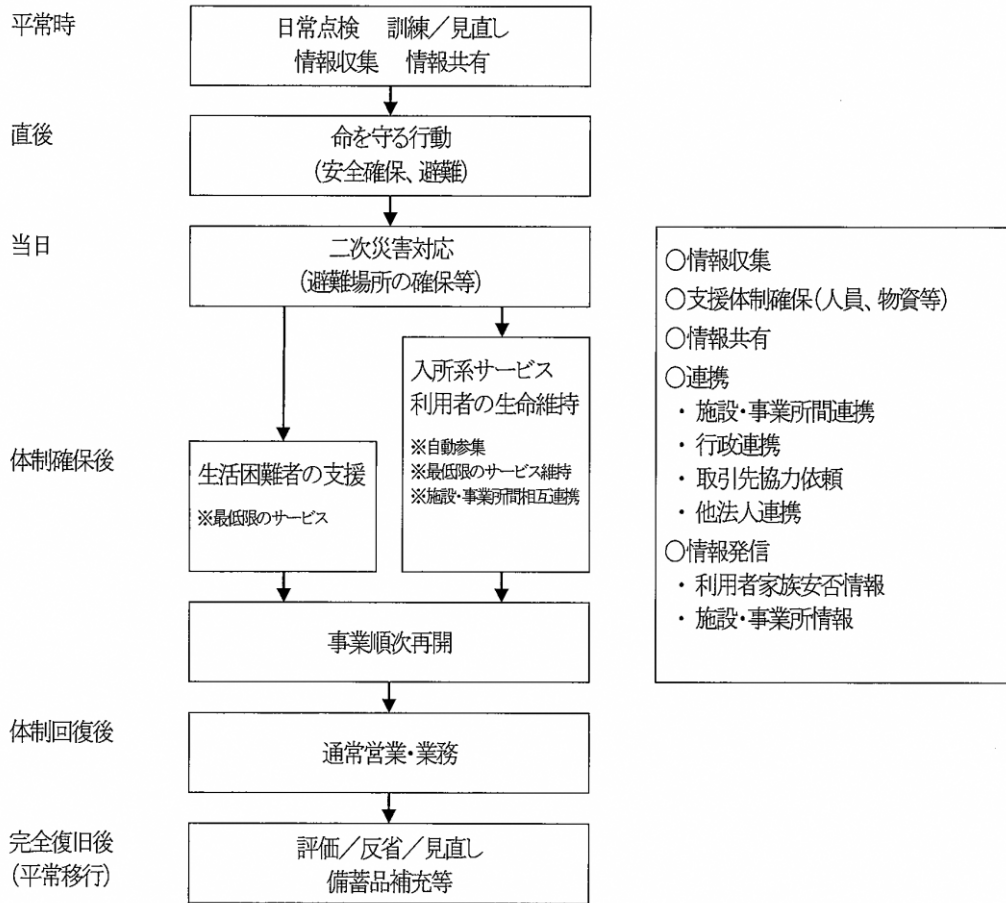 平常時
日常点検　訓練／見直し
情報収集　情報共有
直後
命を守る行動
(安全確保、避難)
当日
二次災害対応
(避難場所の確保等)
入所系サービス
利用者の生命維持
※自動参集
※最低限のサービス維持
※施設・事業所間相互連携
体制確保後
生活困難者の支援
※最低限のサービス
事業順次再開
体制回復後
通常営業・業務
完全復旧後
(平常移行)
評価／反省／見直し
備蓄品補充等
○情報収集
○支援体制確保(人員、物資等)
○情報共有
○連携
・ 施設・事業所間連携
・ 行政連携
・ 取引先協力依頼
・ 他法人連携
○情報発信
・ 利用者家族安否情報
・ 施設・事業所情報